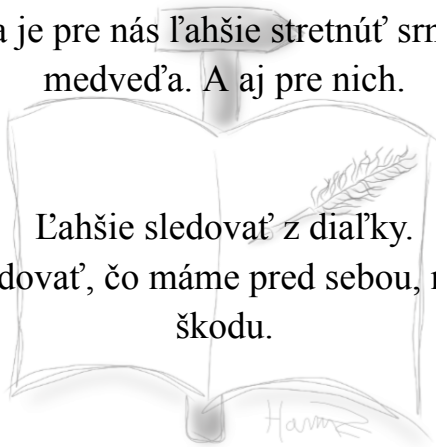 a je pre nás ľahšie stretnúť
medveďa. A aj pre nich.
Ľahšie sledovať z diaľky.
čo máme pred sebou,
škodu.